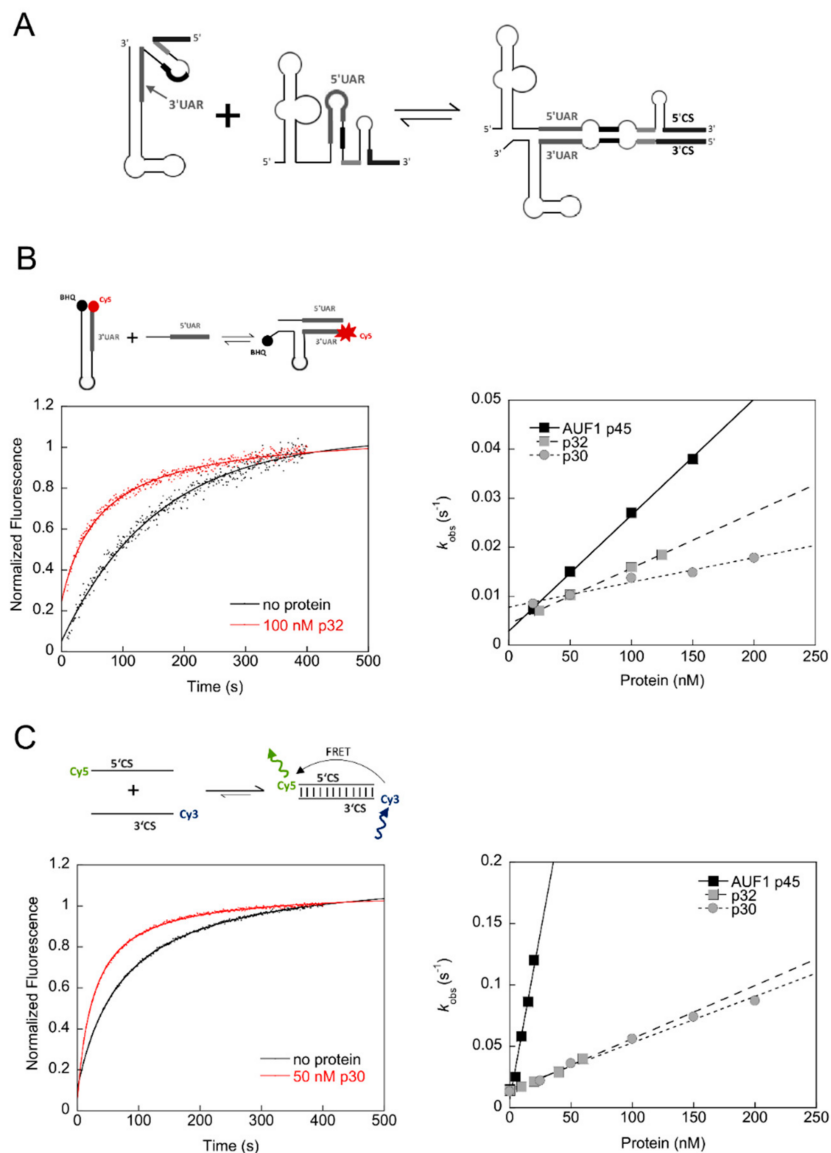 A
3' 5'
3'UAR
+
5'UAR
5' 3'
5'UAR 5'CS
5' 3'
3' 3'UAR 3'CS 5'
B
BHQ Cy5
3'UAR
+
5'UAR
5'UAR
3'UAR Cy5
BHQ
1.2
1
0.8
0.6
0.4
0.2
0
0 100 200 300 400 500
Normalized Fluorescence
Time (s)
no protein
100 nM p32
0.05
0.04
0.03
0.02
0.01
0
0 50 100 150 200 250
kobs (s⁻¹)
Protein (nM)
AUF1 p45
p32
p30
C
Cy5 5'CS
+
3'CS Cy3
FRET
Cy5 5'CS
3'CS Cy3
1.2
1
0.8
0.6
0.4
0.2
0
0 100 200 300 400 500
Normalized Fluorescence
Time (s)
no protein
50 nM p30
0.2
0.15
0.1
0.05
0
0 50 100 150 200 250
kobs (s⁻¹)
Protein (nM)
AUF1 p45
p32
p30